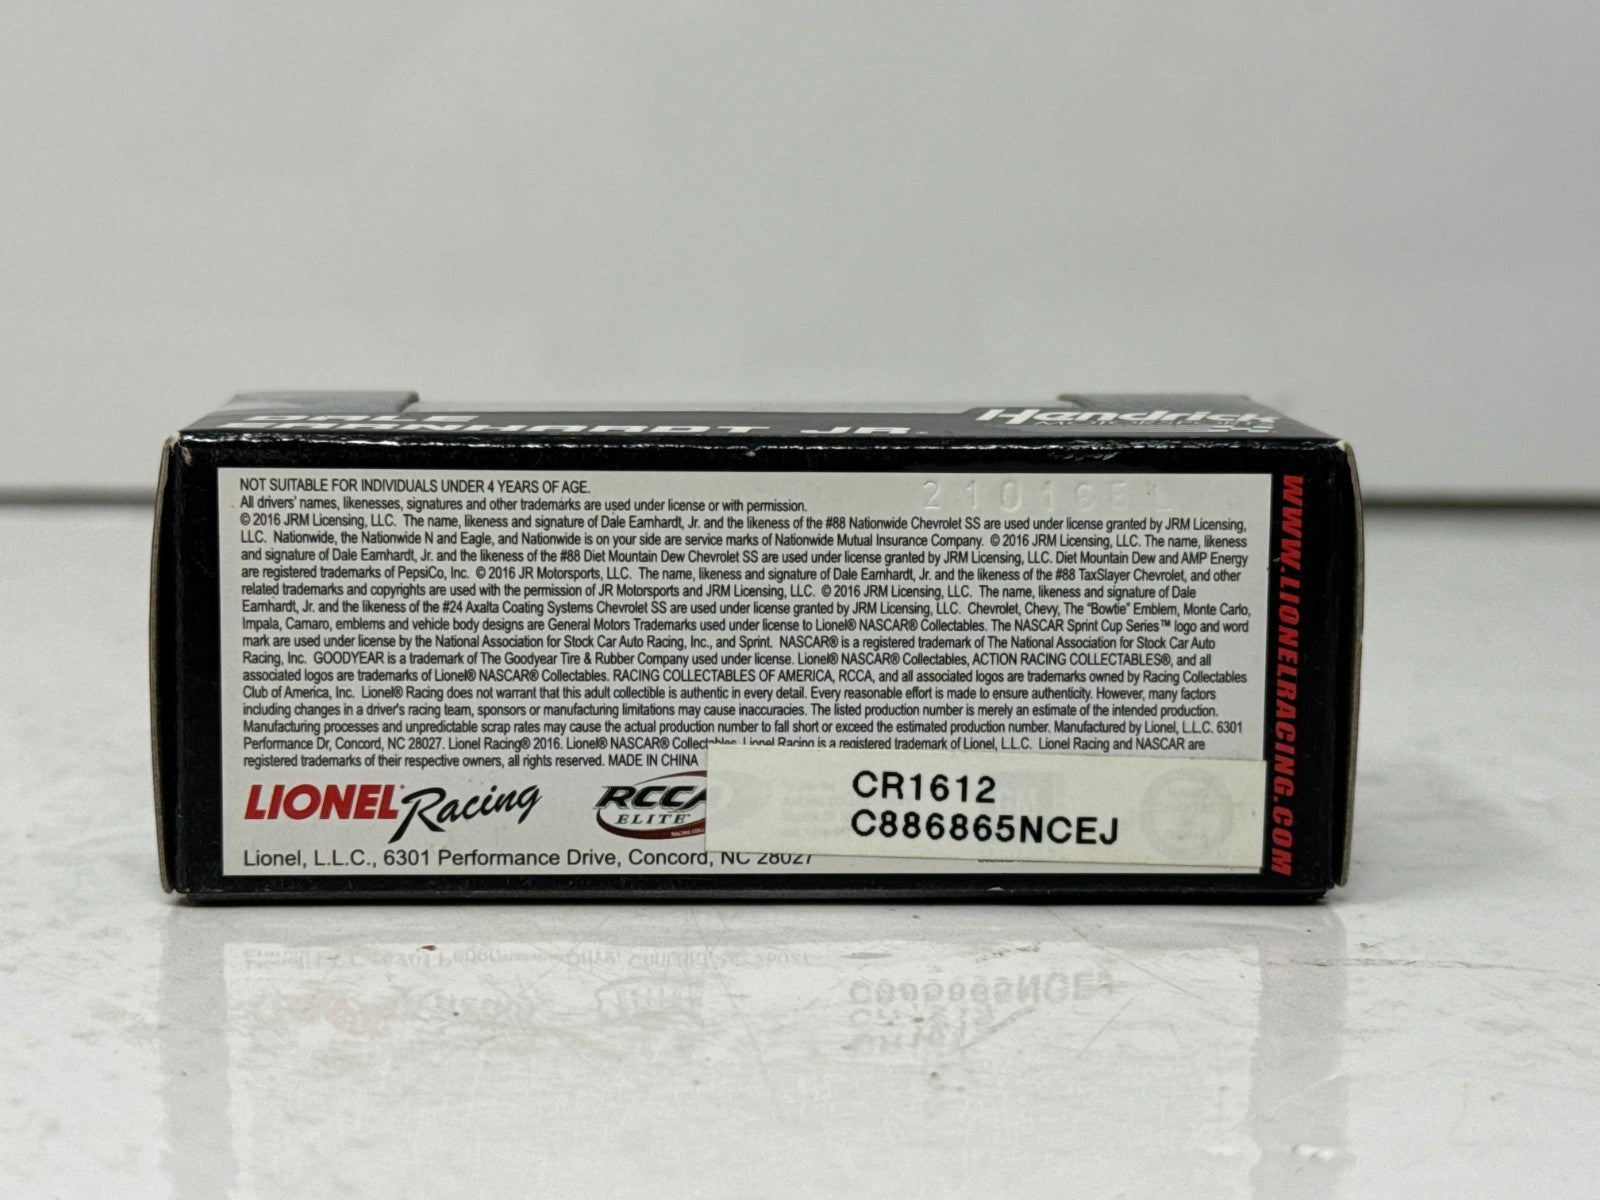 DALE
EARNHARDT JR.
Hendrick
NOT SUITABLE FOR INDIVIDUALS UNDER 4 YEARS OF AGE.
All drivers' names, likenesses, signatures and other trademarks are used under license or with permission.
© 2016 JRM Licensing, LLC. The name, likeness and signature of Dale Earnhardt, Jr. and the likeness of the #88 Nationwide Chevrolet SS are used under license granted by JRM Licensing,
LLC. Nationwide, the Nationwide N and Eagle, and Nationwide is on your side are service marks of Nationwide Mutual Insurance Company. © 2016 JRM Licensing, LLC. The name, likeness
and signature of Dale Earnhardt, Jr. and the likeness of the #88 Diet Mountain Dew Chevrolet SS are used under license granted by JRM Licensing, LLC. Diet Mountain Dew and AMP Energy
are registered trademarks of PepsiCo, Inc. © 2016 JR Motorsports, LLC. The name, likeness and signature of Dale Earnhardt, Jr. and the likeness of the #88 TaxSlayer Chevrolet, and other
related trademarks and copyrights are used with the permission of JR Motorsports and JRM Licensing, LLC. © 2016 JRM Licensing, LLC. The name, likeness and signature of Dale
Earnhardt, Jr. and the likeness of the #24 Axalta Coating Systems Chevrolet SS are used under license granted by JRM Licensing, LLC. Chevrolet, Chevy, The "Bowtie" Emblem, Monte Carlo,
Impala, Camaro, emblems and vehicle body designs are General Motors Trademarks used under license to Lionel® NASCAR® Collectables. The NASCAR Sprint Cup Series™ logo and word
mark are used under license by the National Association for Stock Car Auto Racing, Inc., and Sprint. NASCAR® is a registered trademark of The National Association for Stock Car Auto
Racing, Inc. GOODYEAR is a trademark of The Goodyear Tire & Rubber Company used under license. Lionel® NASCAR® Collectables, ACTION RACING COLLECTABLES®, and all
associated logos are trademarks of Lionel® NASCAR® Collectables. RACING COLLECTABLES OF AMERICA, RCCA, and all associated logos are trademarks owned by Racing Collectables
Club of America, Inc. Lionel® Racing does not warrant that this adult collectible is authentic in every detail. Every reasonable effort is made to ensure authenticity. However, many factors
including changes in a driver's racing team, sponsors or manufacturing limitations may cause inaccuracies. The listed production number is merely an estimate of the intended production.
Manufacturing processes and unpredictable scrap rates may cause the actual production number to fall short or exceed the estimated production number. Manufactured by Lionel, L.L.C. 6301
Performance Dr, Concord, NC 28027. Lionel Racing® 2016. Lionel® NASCAR® Collectables. Lionel Racing is a registered trademark of Lionel, L.L.C. Lionel Racing and NASCAR are
registered trademarks of their respective owners, all rights reserved. MADE IN CHINA
LIONEL Racing
RCCA
ELITE
CR1612
C886865NCEJ
Lionel, L.L.C., 6301 Performance Drive, Concord, NC 28027
WWW.LIONELRACING.COM